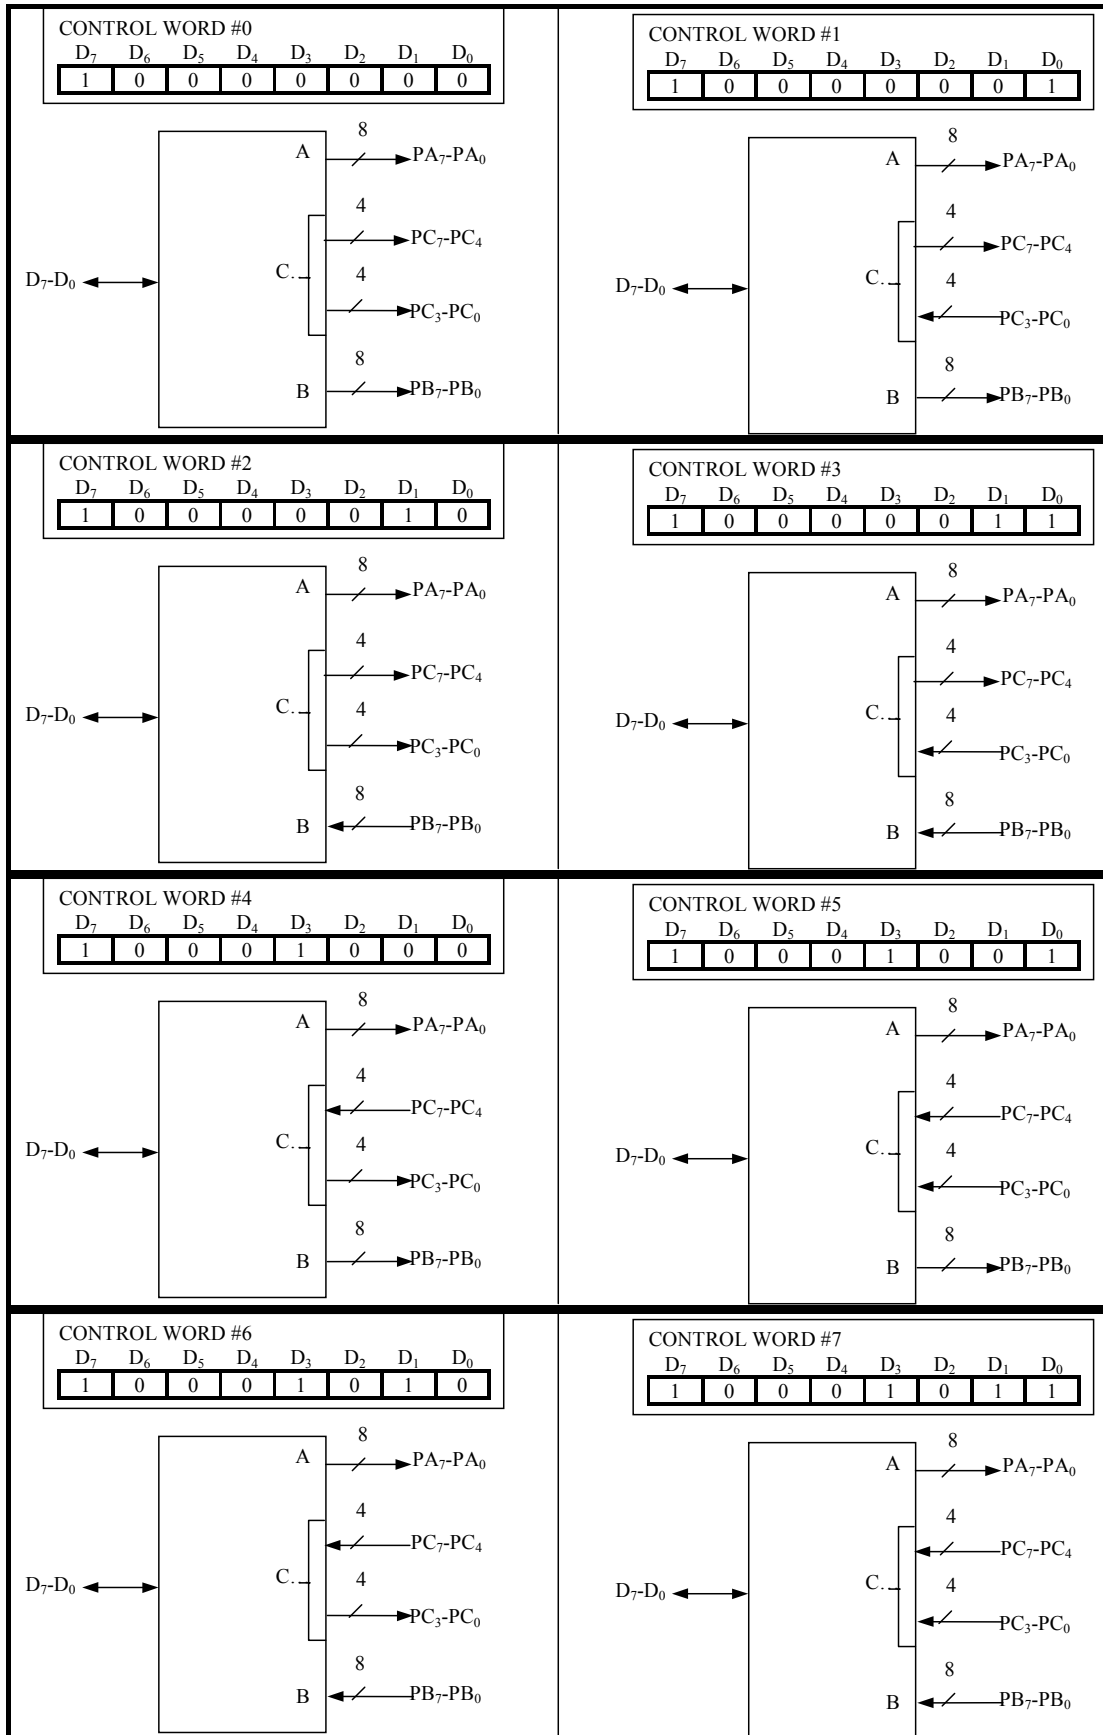 CONTROL WORD #0
D₇ D₆ D₅ D₄ D₃ D₂ D₁ D₀
1 0 0 0 0 0 0 0
8
A PA₇-PA₀
4
PC₇-PC₄
C...
D₇-D₀
4
PC₃-PC₀
8
B PB₇-PB₀
CONTROL WORD #1
D₇ D₆ D₅ D₄ D₃ D₂ D₁ D₀
1 0 0 0 0 0 0 1
8
A PA₇-PA₀
4
PC₇-PC₄
C...
D₇-D₀
4
PC₃-PC₀
8
B PB₇-PB₀
CONTROL WORD #2
D₇ D₆ D₅ D₄ D₃ D₂ D₁ D₀
1 0 0 0 0 0 1 0
8
A PA₇-PA₀
4
PC₇-PC₄
C...
D₇-D₀
4
PC₃-PC₀
8
B PB₇-PB₀
CONTROL WORD #3
D₇ D₆ D₅ D₄ D₃ D₂ D₁ D₀
1 0 0 0 0 0 1 1
8
A PA₇-PA₀
4
PC₇-PC₄
C...
D₇-D₀
4
PC₃-PC₀
8
B PB₇-PB₀
CONTROL WORD #4
D₇ D₆ D₅ D₄ D₃ D₂ D₁ D₀
1 0 0 0 1 0 0 0
8
A PA₇-PA₀
4
PC₇-PC₄
C...
D₇-D₀
4
PC₃-PC₀
8
B PB₇-PB₀
CONTROL WORD #5
D₇ D₆ D₅ D₄ D₃ D₂ D₁ D₀
1 0 0 0 1 0 0 1
8
A PA₇-PA₀
4
PC₇-PC₄
C...
D₇-D₀
4
PC₃-PC₀
8
B PB₇-PB₀
CONTROL WORD #6
D₇ D₆ D₅ D₄ D₃ D₂ D₁ D₀
1 0 0 0 1 0 1 0
8
A PA₇-PA₀
4
PC₇-PC₄
C...
D₇-D₀
4
PC₃-PC₀
8
B PB₇-PB₀
CONTROL WORD #7
D₇ D₆ D₅ D₄ D₃ D₂ D₁ D₀
1 0 0 0 1 0 1 1
8
A PA₇-PA₀
4
PC₇-PC₄
C...
D₇-D₀
4
PC₃-PC₀
8
B PB₇-PB₀